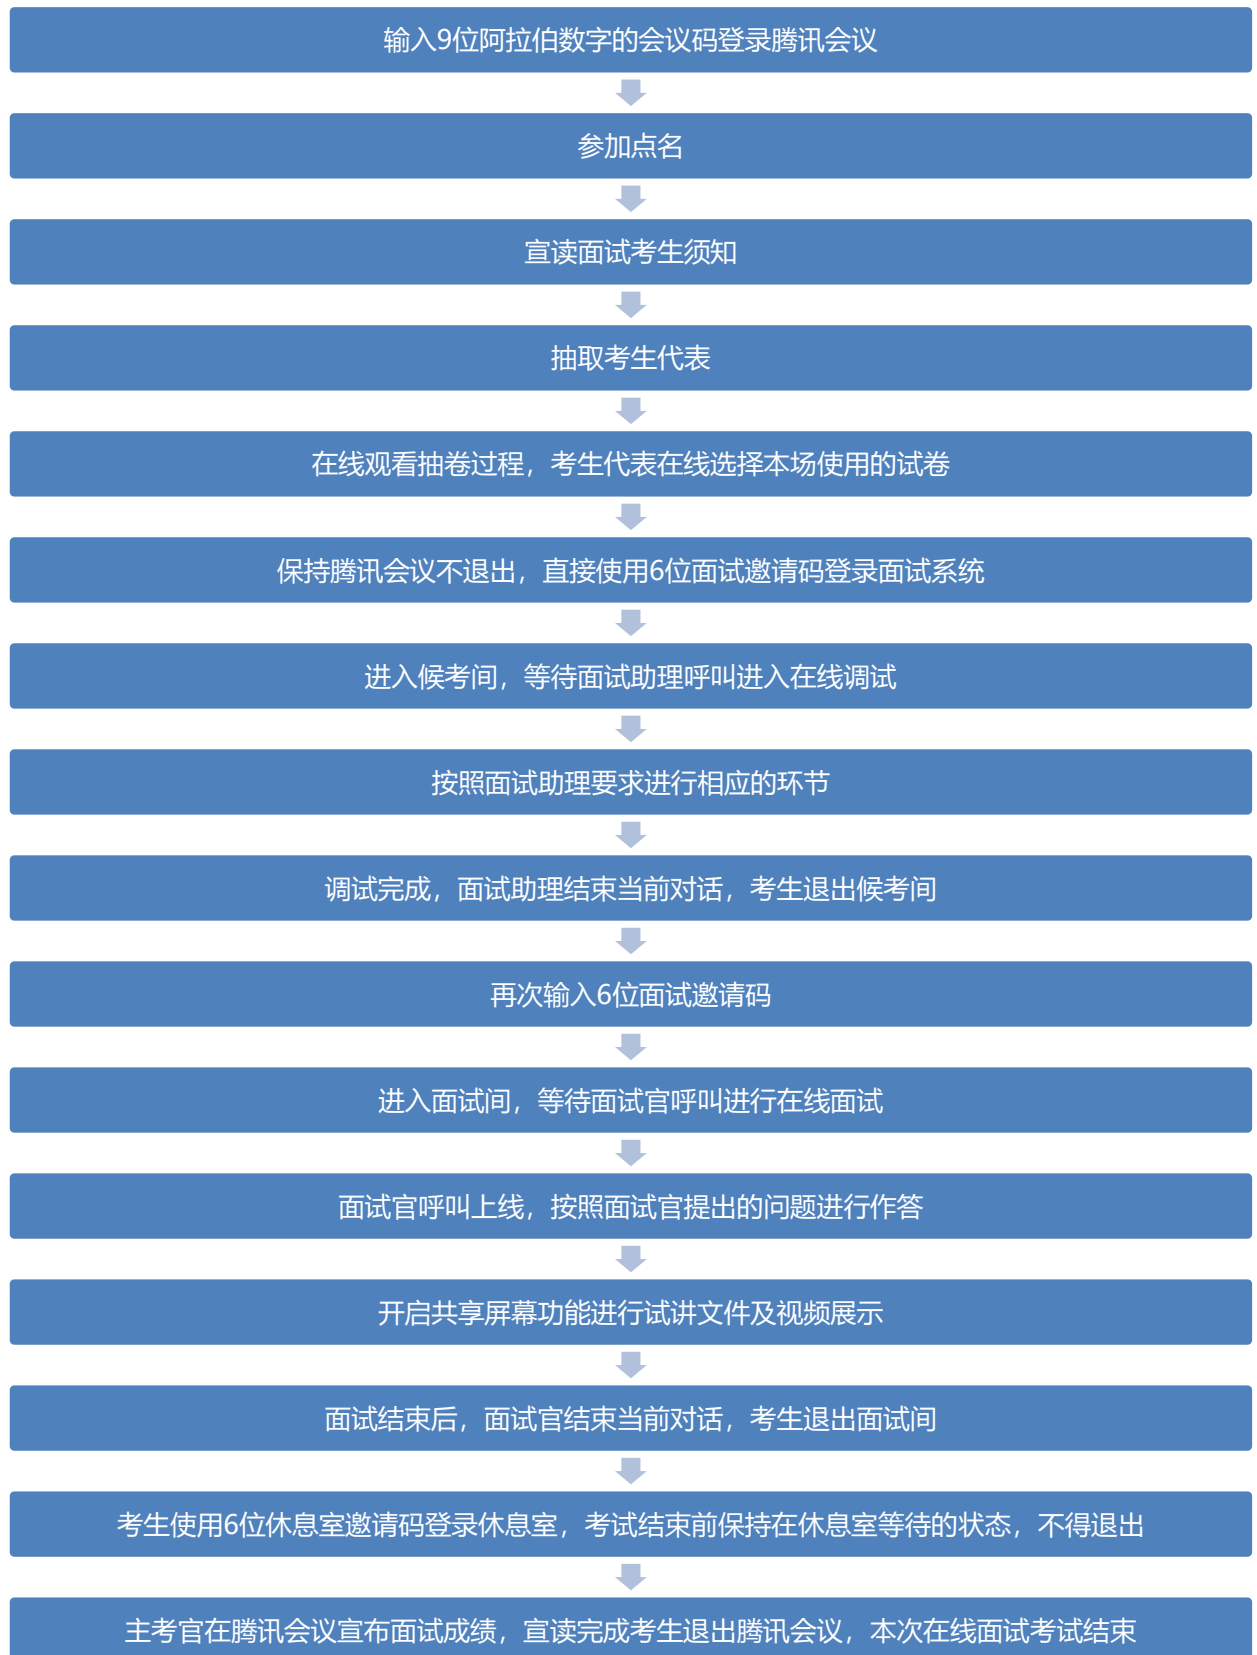 输入9位阿拉伯数字的会议码登录腾讯会议
参加点名
宣读面试考生须知
抽取考生代表
在线观看抽卷过程，考生代表在线选择本场使用的试卷
保持腾讯会议不退出，直接使用6位面试邀请码登录面试系统
进入候考间，等待面试助理呼叫进入在线调试
按照面试助理要求进行相应的环节
调试完成，面试助理结束当前对话，考生退出候考间
再次输入6位面试邀请码
进入面试间，等待面试官呼叫进行在线面试
面试官呼叫上线，按照面试官提出的问题进行作答
开启共享屏幕功能进行试讲文件及视频展示
面试结束后，面试官结束当前对话，考生退出面试间
考生使用6位休息室邀请码登录休息室，考试结束前保持在休息室等待的状态，不得退出
主考官在腾讯会议宣布面试成绩，宣读完成考生退出腾讯会议，本次在线面试考试结束